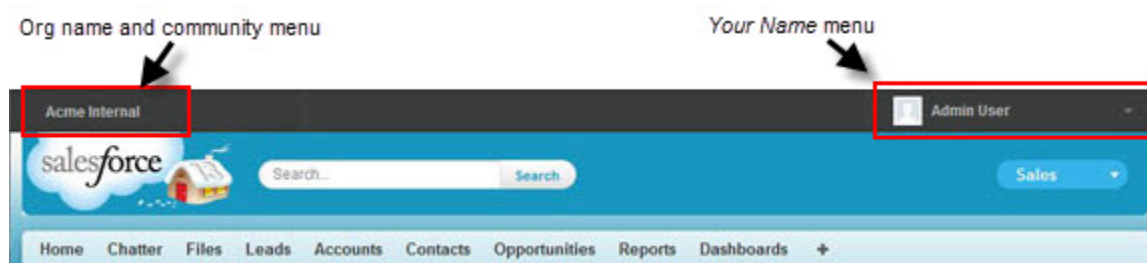 Org name and community menu
Your Name menu
Acme Internal
Admin User
salesforce
Search...
Search
Sales
Home Chatter Files Leads Accounts Contacts Opportunities Reports Dashboards +